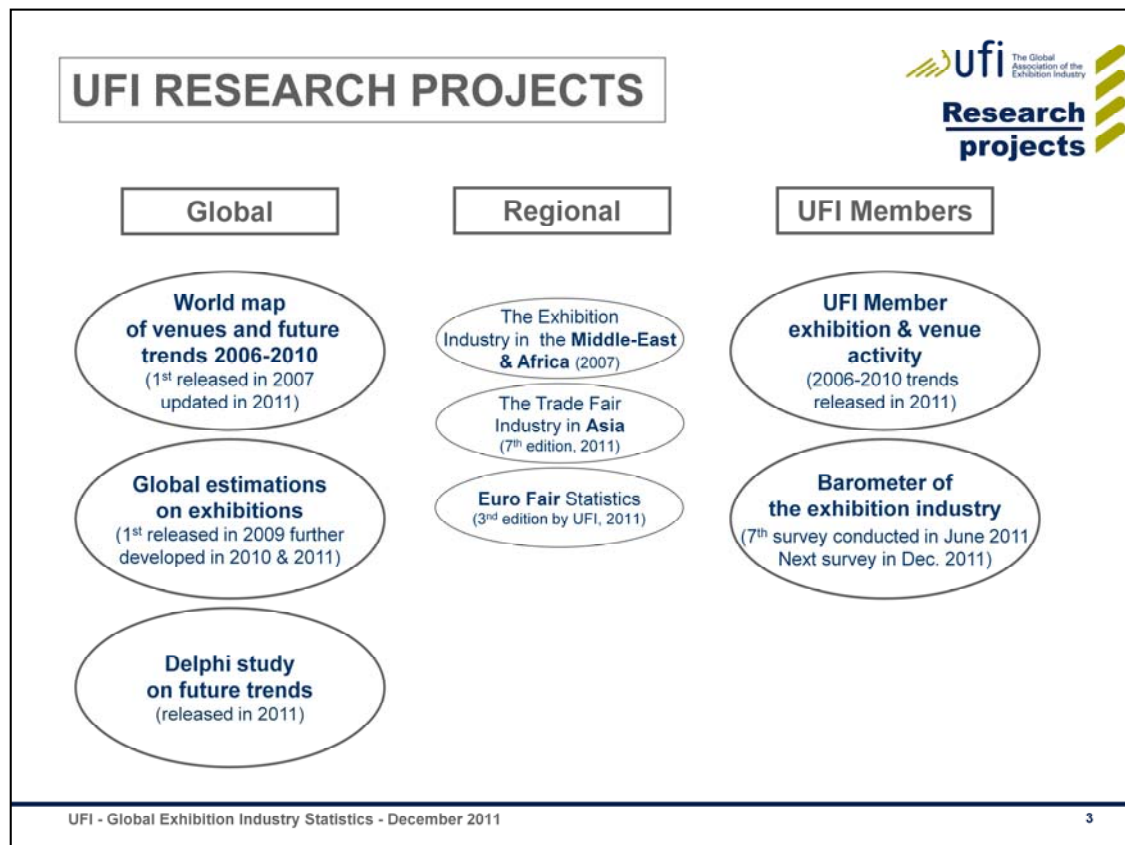 UFI RESEARCH PROJECTS
ufi
The Global
Association of the
Exhibition Industry
Research
projects
Global
World map
of venues and future
trends 2006-2010
(1st released in 2007
updated in 2011)
Global estimations
on exhibitions
(1st released in 2009 further
developed in 2010 & 2011)
Delphi study
on future trends
(released in 2011)
Regional
The Exhibition
Industry in the Middle-East
& Africa (2007)
The Trade Fair
Industry in Asia
(7th edition, 2011)
Euro Fair Statistics
(3nd edition by UFI, 2011)
UFI Members
UFI Member
exhibition & venue
activity
(2006-2010 trends
released in 2011)
Barometer of
the exhibition industry
(7th survey conducted in June 2011
Next survey in Dec. 2011)
UFI - Global Exhibition Industry Statistics - December 2011
3